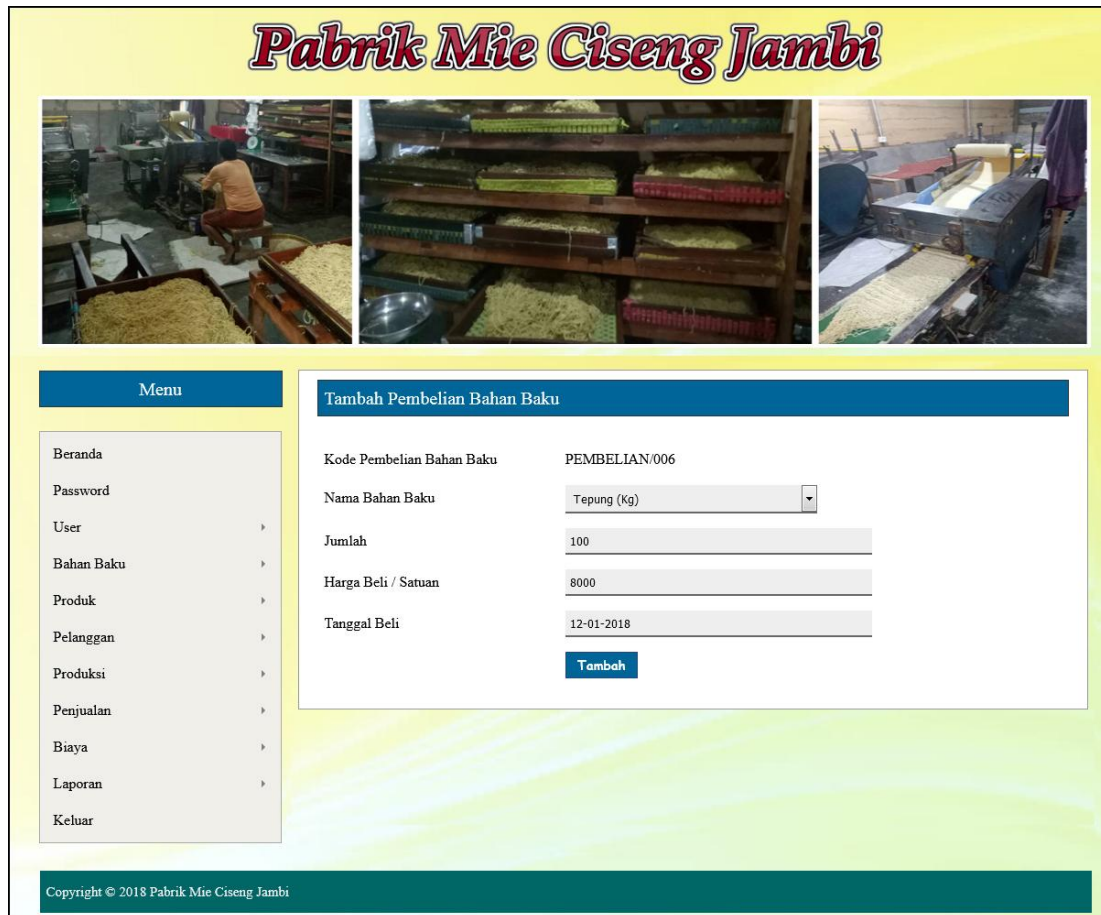 Pabrik Mie Ciseng Jambi
Menu
Beranda
Password
User
Bahan Baku
Produk
Pelanggan
Produksi
Penjualan
Biaya
Laporan
Keluar
Tambah Pembelian Bahan Baku
Kode Pembelian Bahan Baku PEMBELIAN/006
Nama Bahan Baku Tepung (Kg)
Jumlah 100
Harga Beli / Satuan 8000
Tanggal Beli 12-01-2018
Tambah
Copyright © 2018 Pabrik Mie Ciseng Jambi